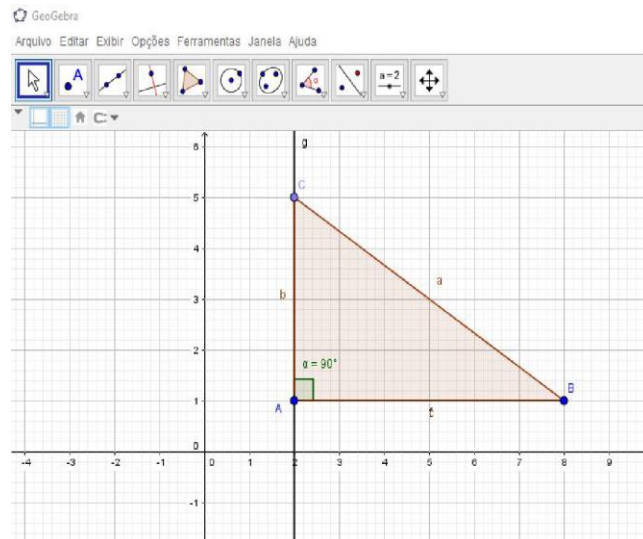 GeoGebra
Arquivo Editar Exibir Opções Ferramentas Janela Ajuda
A α a=2
g
6
C
5
4
b a
3
2
α = 90°
B
1
A t
0
-4 -3 -2 -1 0 2 3 4 5 6 7 8 9
-1